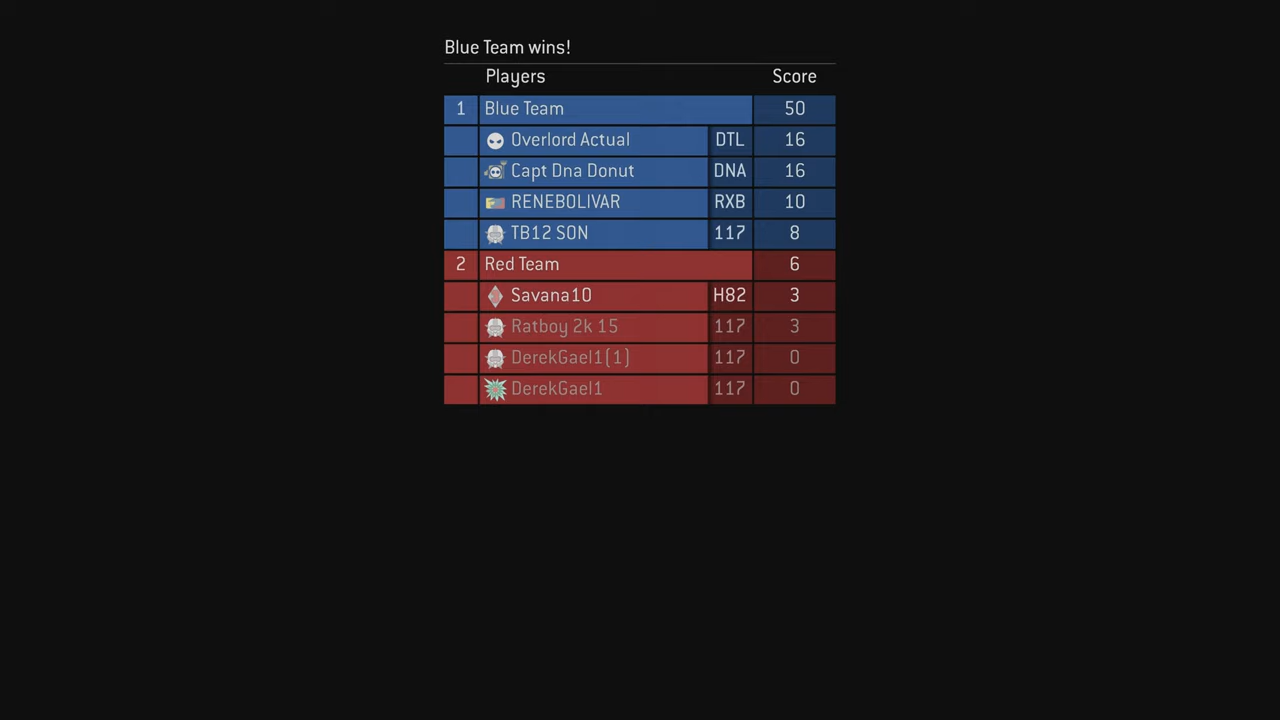 Blue Team wins!
Players Score
1 Blue Team 50
Overlord Actual DTL 16
Capt Dna Donut DNA 16
RENEBOLIVAR RXB 10
TB12 SON 117 8
2 Red Team 6
Savana10 H82 3
Ratboy 2k 15 117 3
DerekGael1(1) 117 0
DerekGael1 117 0